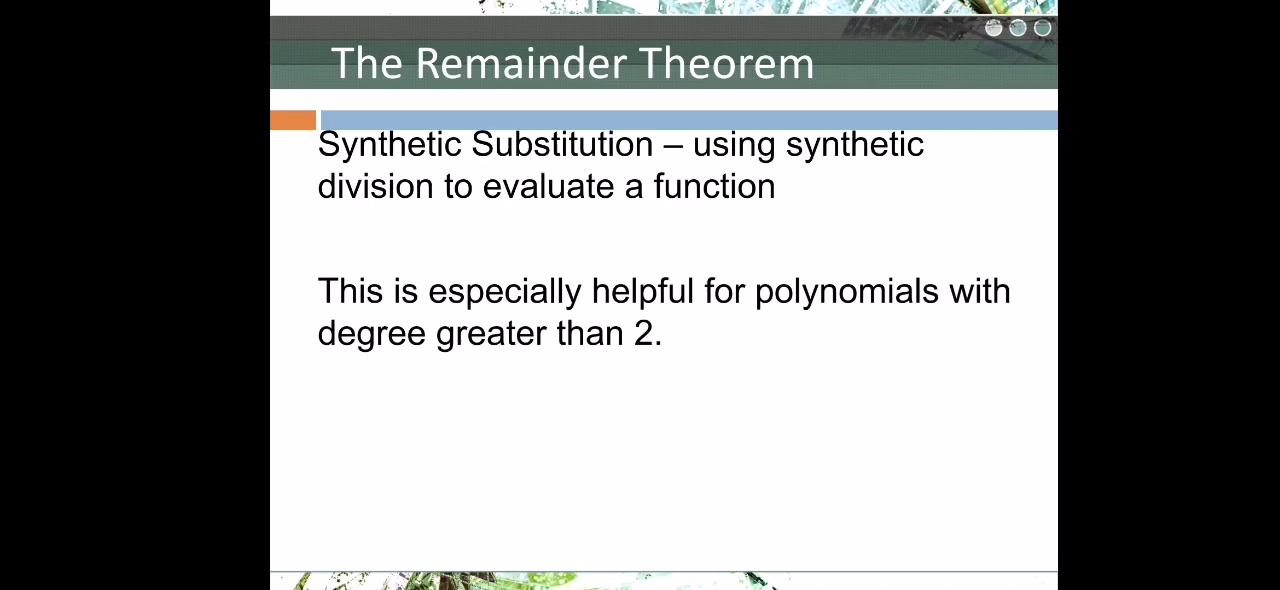 The Remainder Theorem
Synthetic Substitution – using synthetic
division to evaluate a function
This is especially helpful for polynomials with
degree greater than 2.